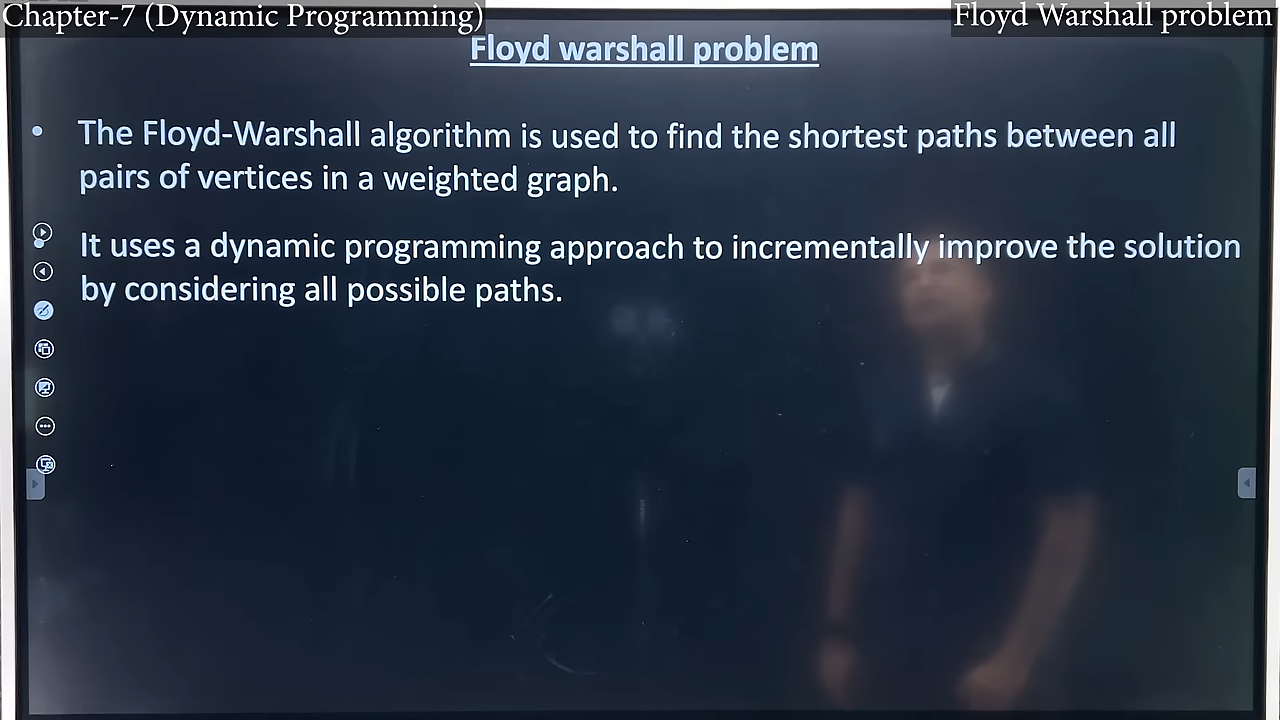 Chapter-7 (Dynamic Programming)
Floyd Warshall problem
Floyd warshall problem
• The Floyd-Warshall algorithm is used to find the shortest paths between all
pairs of vertices in a weighted graph.
• It uses a dynamic programming approach to incrementally improve the solution
by considering all possible paths.